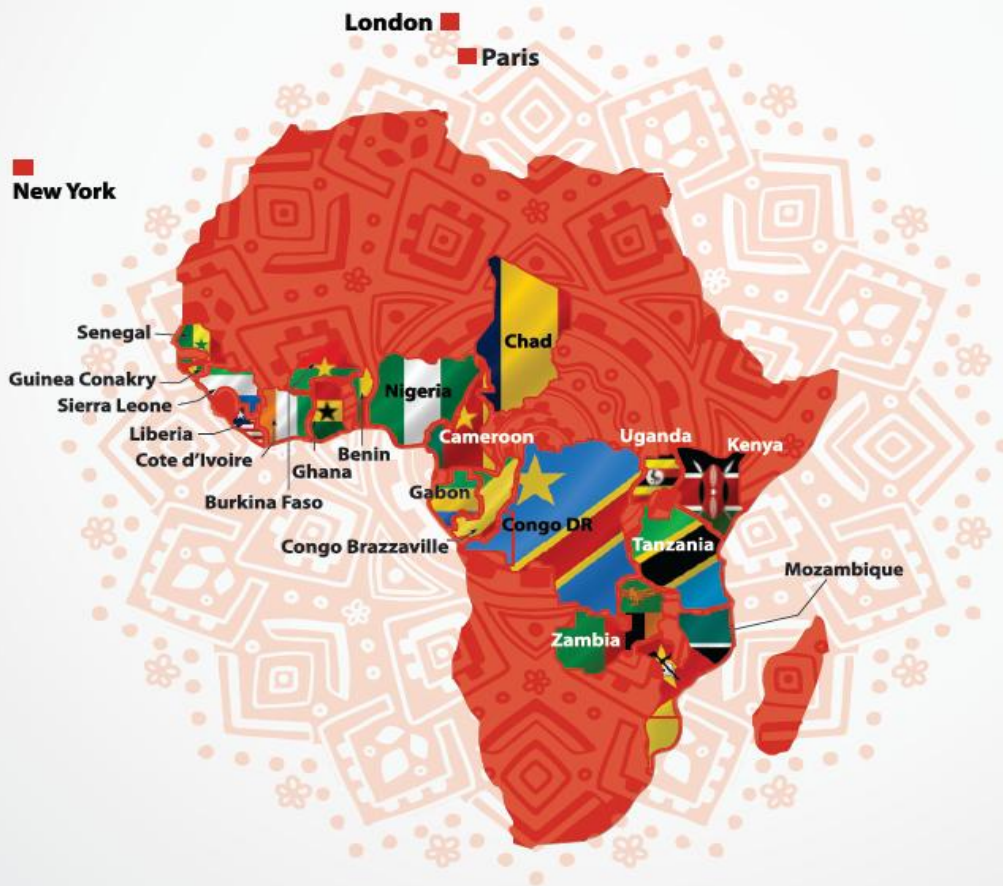 London
Paris
New York
Senegal
Chad
Guinea Conakry
Nigeria
Sierra Leone
Liberia
Cameroon
Uganda
Kenya
Cote d'Ivoire
Benin
Ghana
Burkina Faso
Gabon
Congo DR
Congo Brazzaville
Tanzania
Mozambique
Zambia